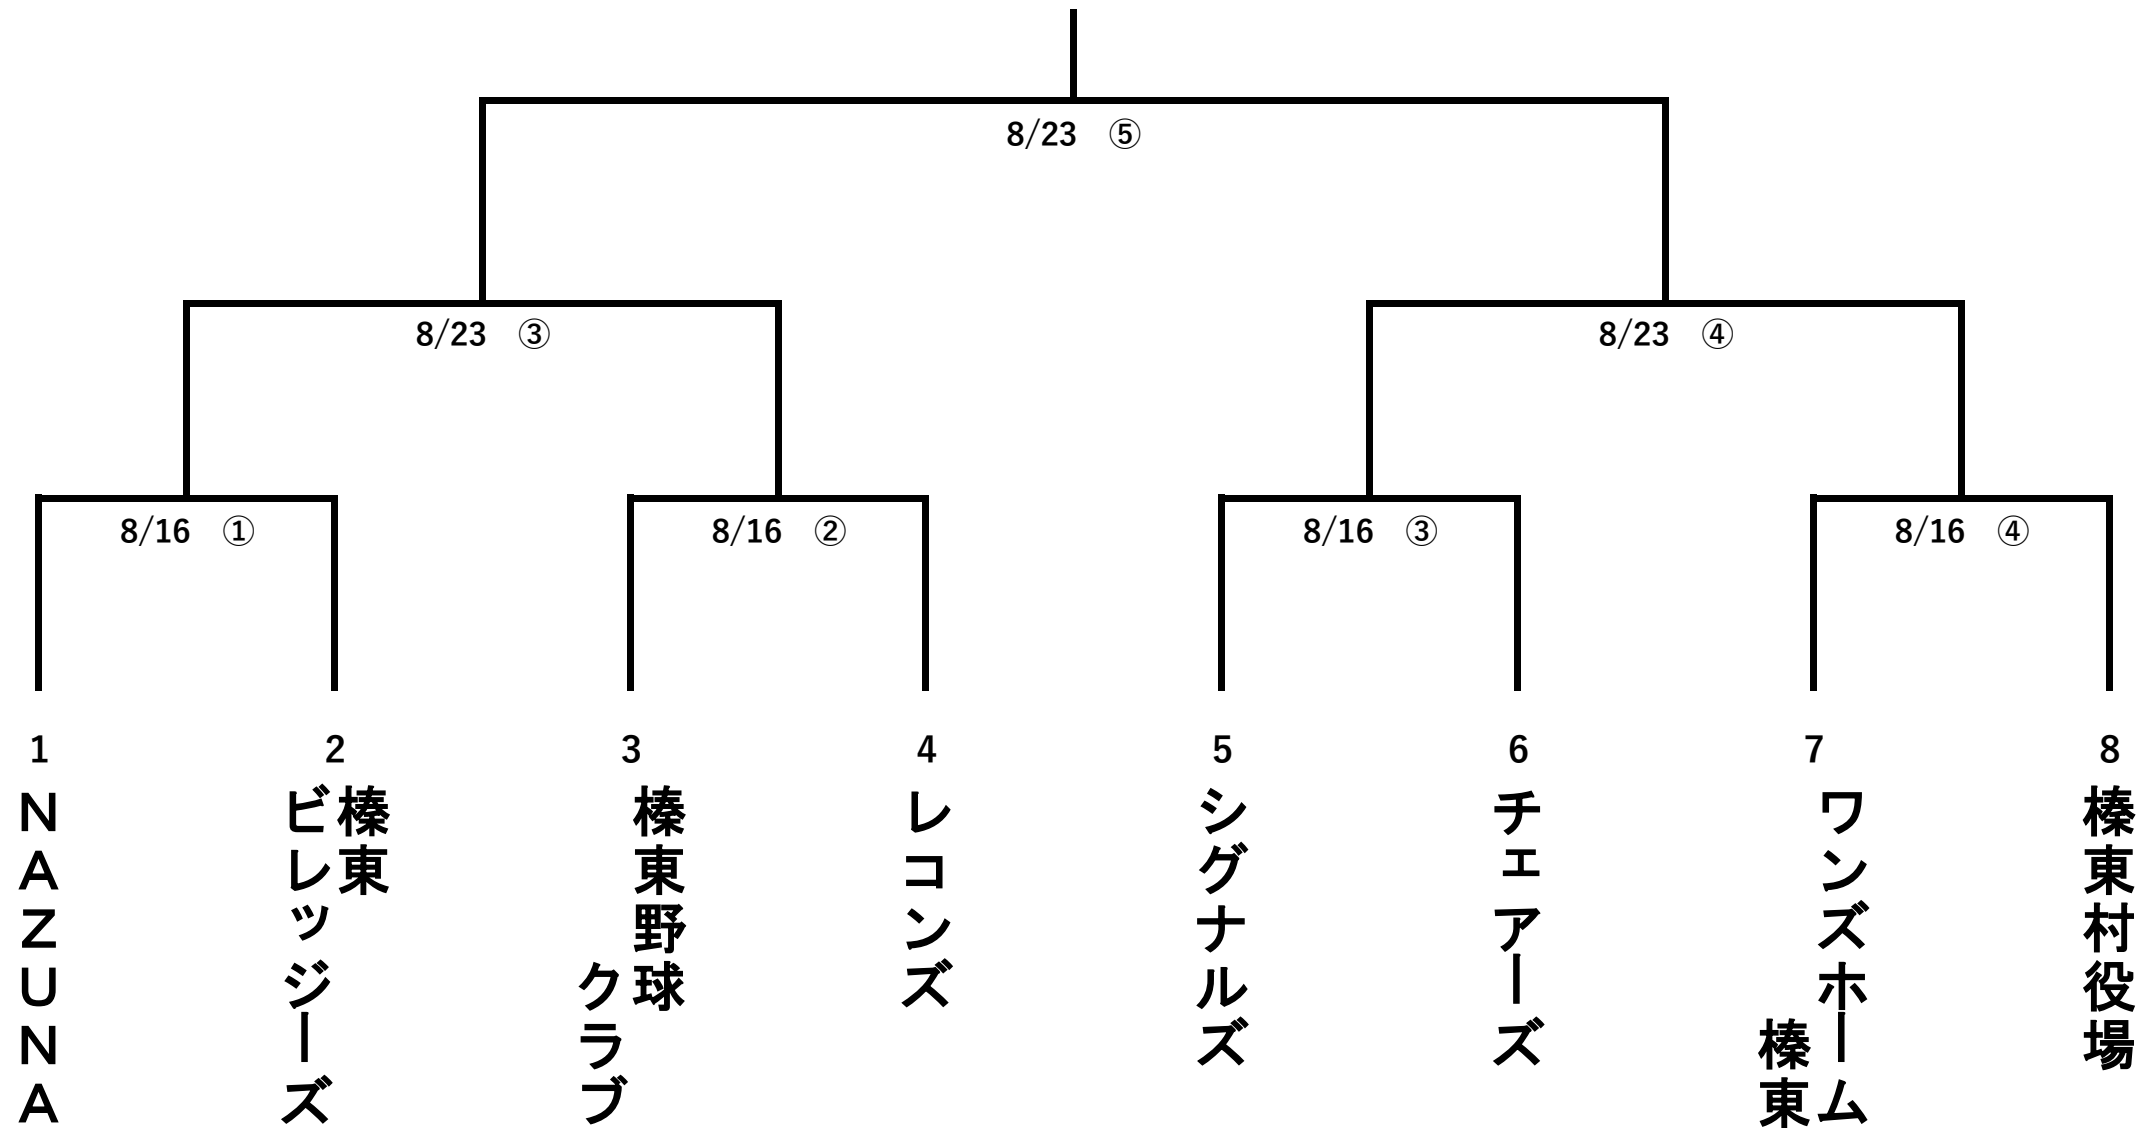 8/23 ⑤
8/23 ③
8/23 ④
8/16 ①
8/16 ②
8/16 ③
8/16 ④
1
2
3
4
5
6
7
8
NAZUNA
榛東
ビレッジーズ
榛東野球
クラブ
レコンズ
シグナルズ
チェアーズ
ワンズホーム
榛東
榛東村役場